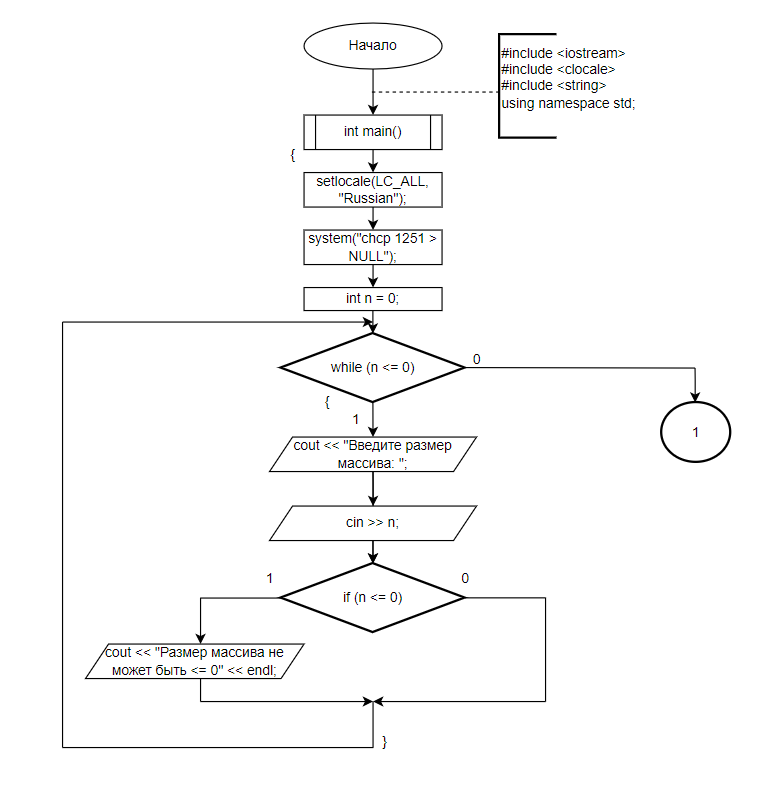 Начало
#include <iostream>
#include <clocale>
#include <string>
using namespace std;
int main()
{
setlocale(LC_ALL,
"Russian");
system("chcp 1251 >
NULL");
int n = 0;
while (n <= 0)
0
{
1
1
cout << "Введите размер
массива: ";
cin >> n;
1
0
if (n <= 0)
cout << "Размер массива не
может быть <= 0" << endl;
}